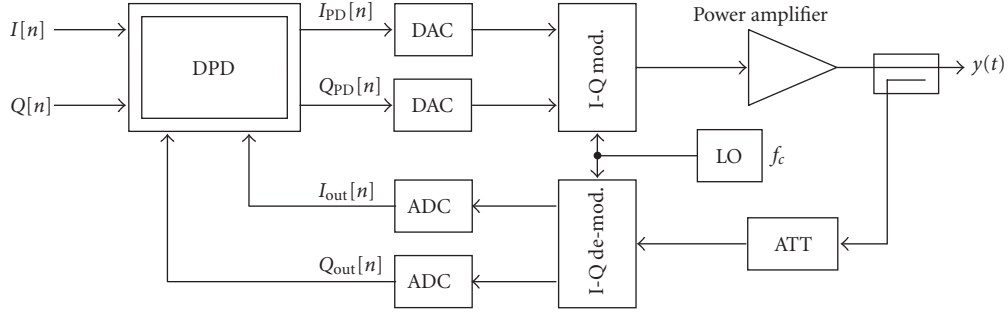 Power amplifier
I[n]
I_PD[n]
DAC
DPD
I-Q mod.
y(t)
Q[n]
Q_PD[n]
DAC
LO
f_c
I_out[n]
ADC
I-Q de-mod.
ATT
Q_out[n]
ADC